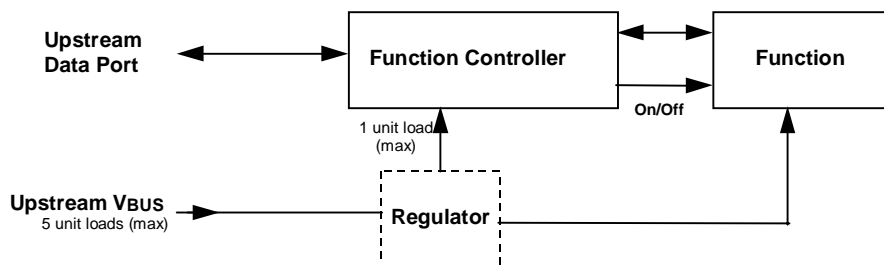 Upstream
Data Port
Function Controller
Function
On/Off
1 unit load
(max)
Upstream VBUS
5 unit loads (max)
Regulator